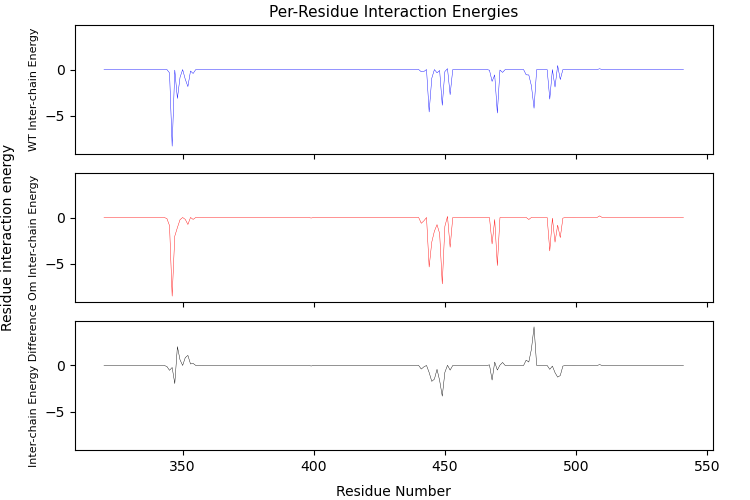 Per-Residue Interaction Energies
WT Inter-chain Energy
0
−5
Residue interaction energy
Om Inter-chain Energy
0
−5
Inter-chain Energy Difference
0
−5
350
400
450
500
550
Residue Number